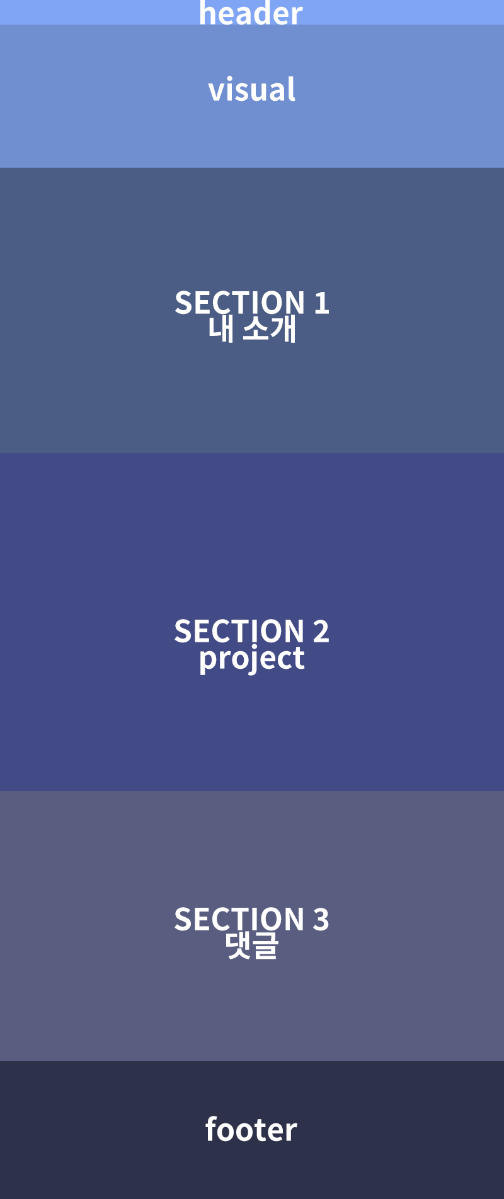 header
visual
SECTION 1
내 소개
SECTION 2
project
SECTION 3
댓글
footer